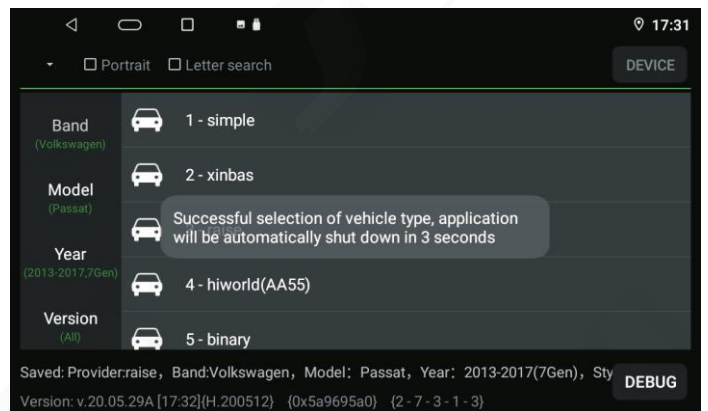 17:31
Portrait Letter search DEVICE
Band
(Volkswagen)
1 - simple
2 - xinbas
Model
(Passat)
Successful selection of vehicle type, application
will be automatically shut down in 3 seconds
3 - raise
Year
(2013-2017,7Gen)
4 - hiworld(AA55)
Version
(All)
5 - binary
Saved: Provider:raise，Band:Volkswagen，Model：Passat，Year：2013-2017(7Gen)，Sty
DEBUG
Version: v.20.05.29A [17:32]{H.200512} {0x5a9695a0} {2 - 7 - 3 - 1 - 3}